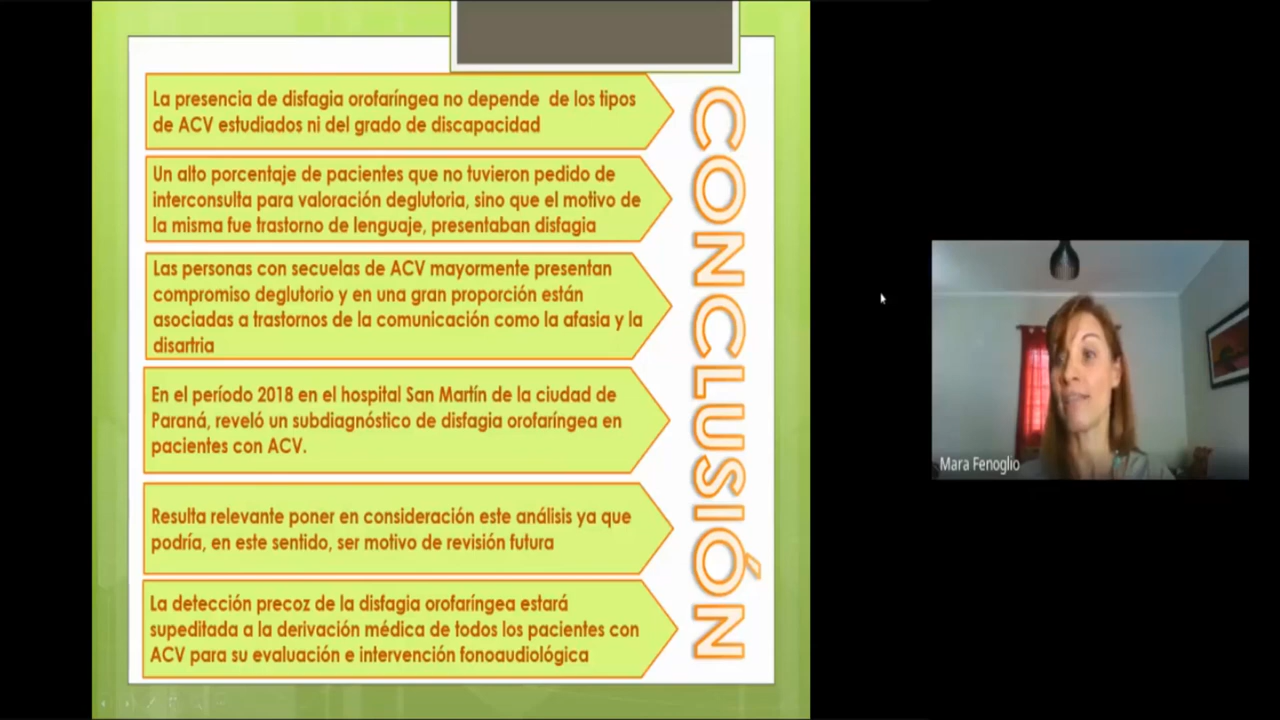 La presencia de disfagia orofaríngea no depende de los tipos
de ACV estudiados ni del grado de discapacidad
Un alto porcentaje de pacientes que no tuvieron pedido de
interconsulta para valoración deglutoria, sino que el motivo de
la misma fue trastorno de lenguaje, presentaban disfagia
Las personas con secuelas de ACV mayormente presentan
compromiso deglutorio y en una gran proporción están
asociadas a trastornos de la comunicación como la afasia y la
disartria
En el período 2018 en el hospital San Martín de la ciudad de
Paraná, reveló un subdiagnóstico de disfagia orofaríngea en
pacientes con ACV.
Resulta relevante poner en consideración este análisis ya que
podría, en este sentido, ser motivo de revisión futura
La detección precoz de la disfagia orofaríngea estará
supeditada a la derivación médica de todos los pacientes con
ACV para su evaluación e intervención fonoaudiológica
CONCLUSIÓN
Mara Fenoglio